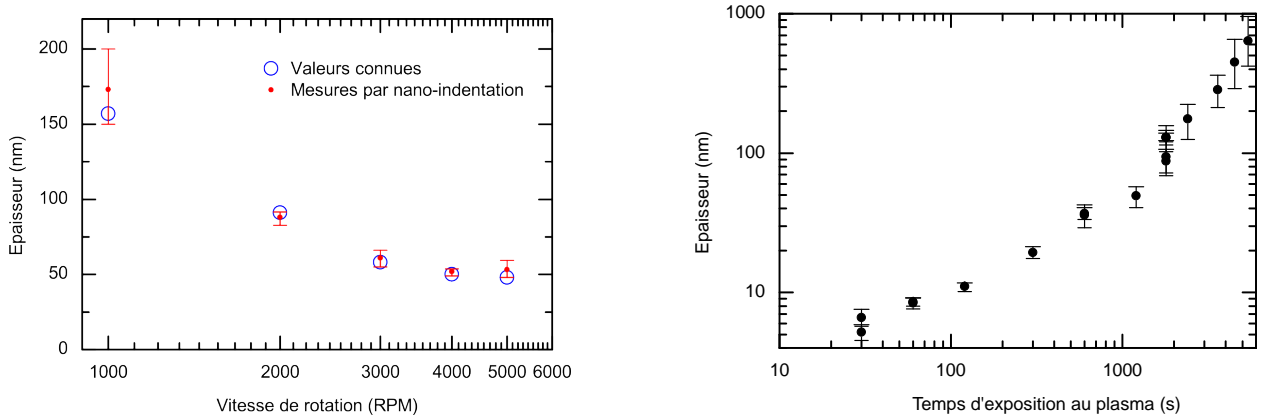 200
150
100
50
0
Epaisseur (nm)
Valeurs connues
Mesures par nano-indentation
1000 2000 3000 4000 5000 6000
Vitesse de rotation (RPM)
1000
100
10
Epaisseur (nm)
10 100 1000
Temps d'exposition au plasma (s)